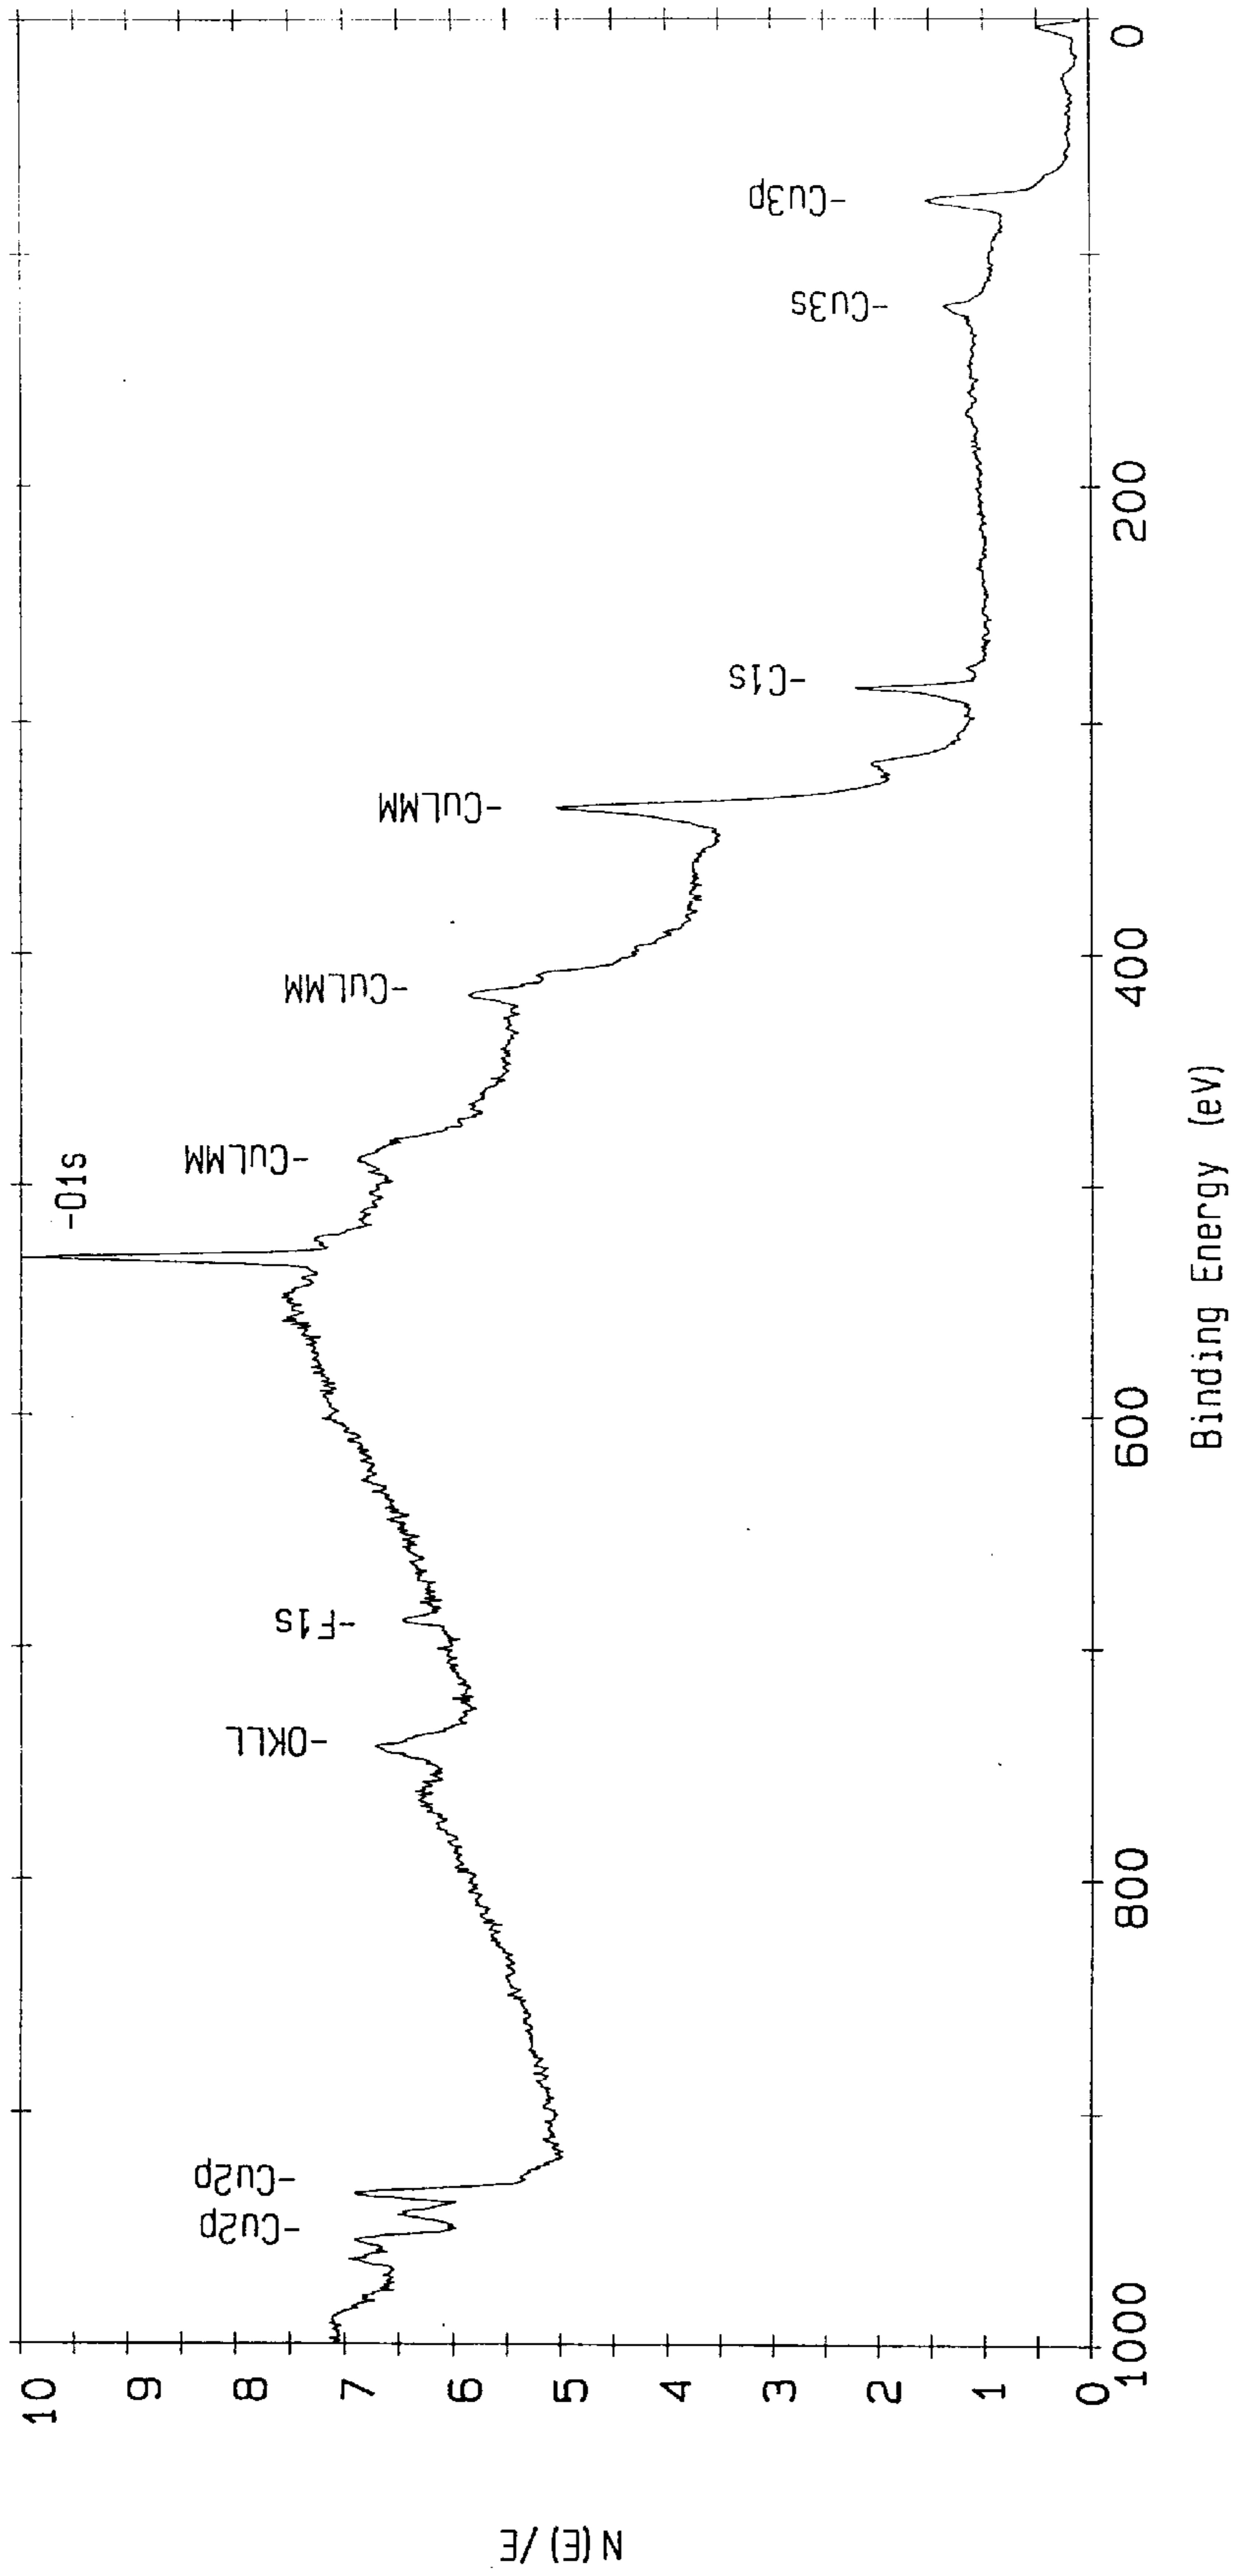 N(E)/E
10
9
8
7
6
5
4
3
2
1
0
-Cu2p
-Cu2p
-OKLL
-F1s
-O1s
-CuLMM
-CuLMM
-CuLMM
-C1s
-Cu3s
-Cu3p
1000
800
600
400
200
0
Binding Energy (eV)